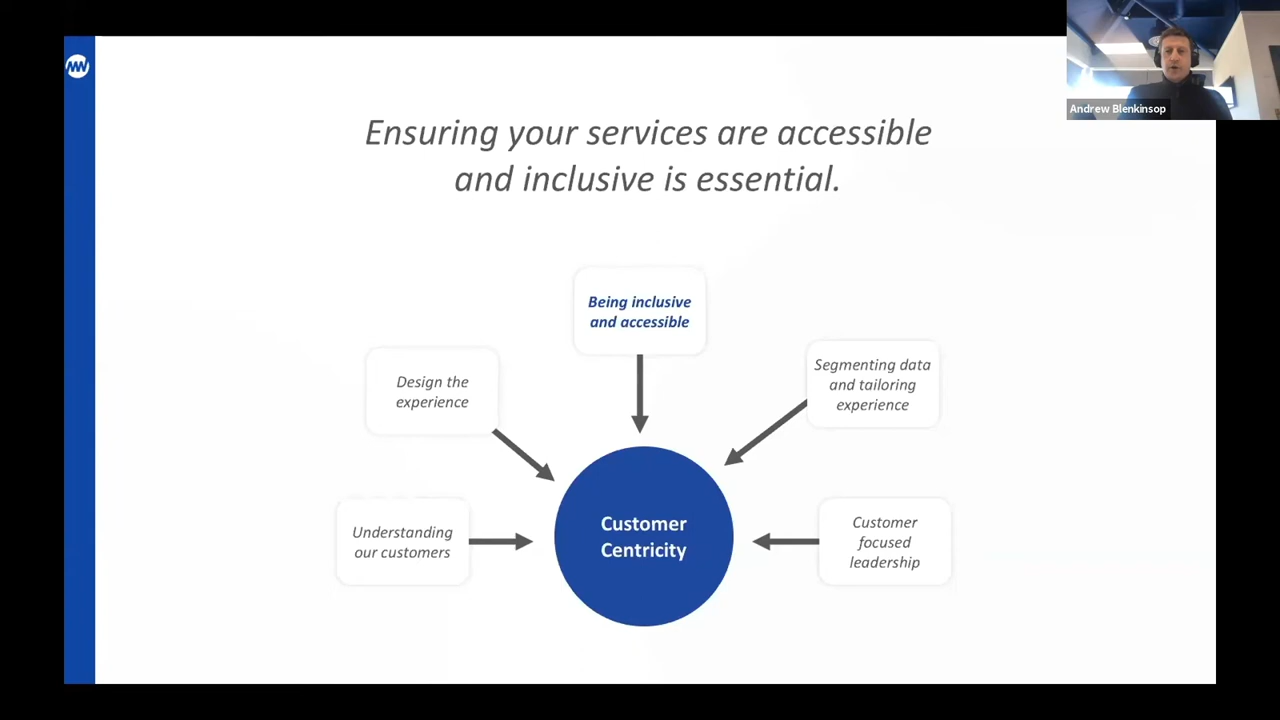 Andrew Blenkinsop
Ensuring your services are accessible
and inclusive is essential.
Being inclusive
and accessible
Design the
experience
Segmenting data
and tailoring
experience
Understanding
our customers
Customer
Centricity
Customer
focused
leadership